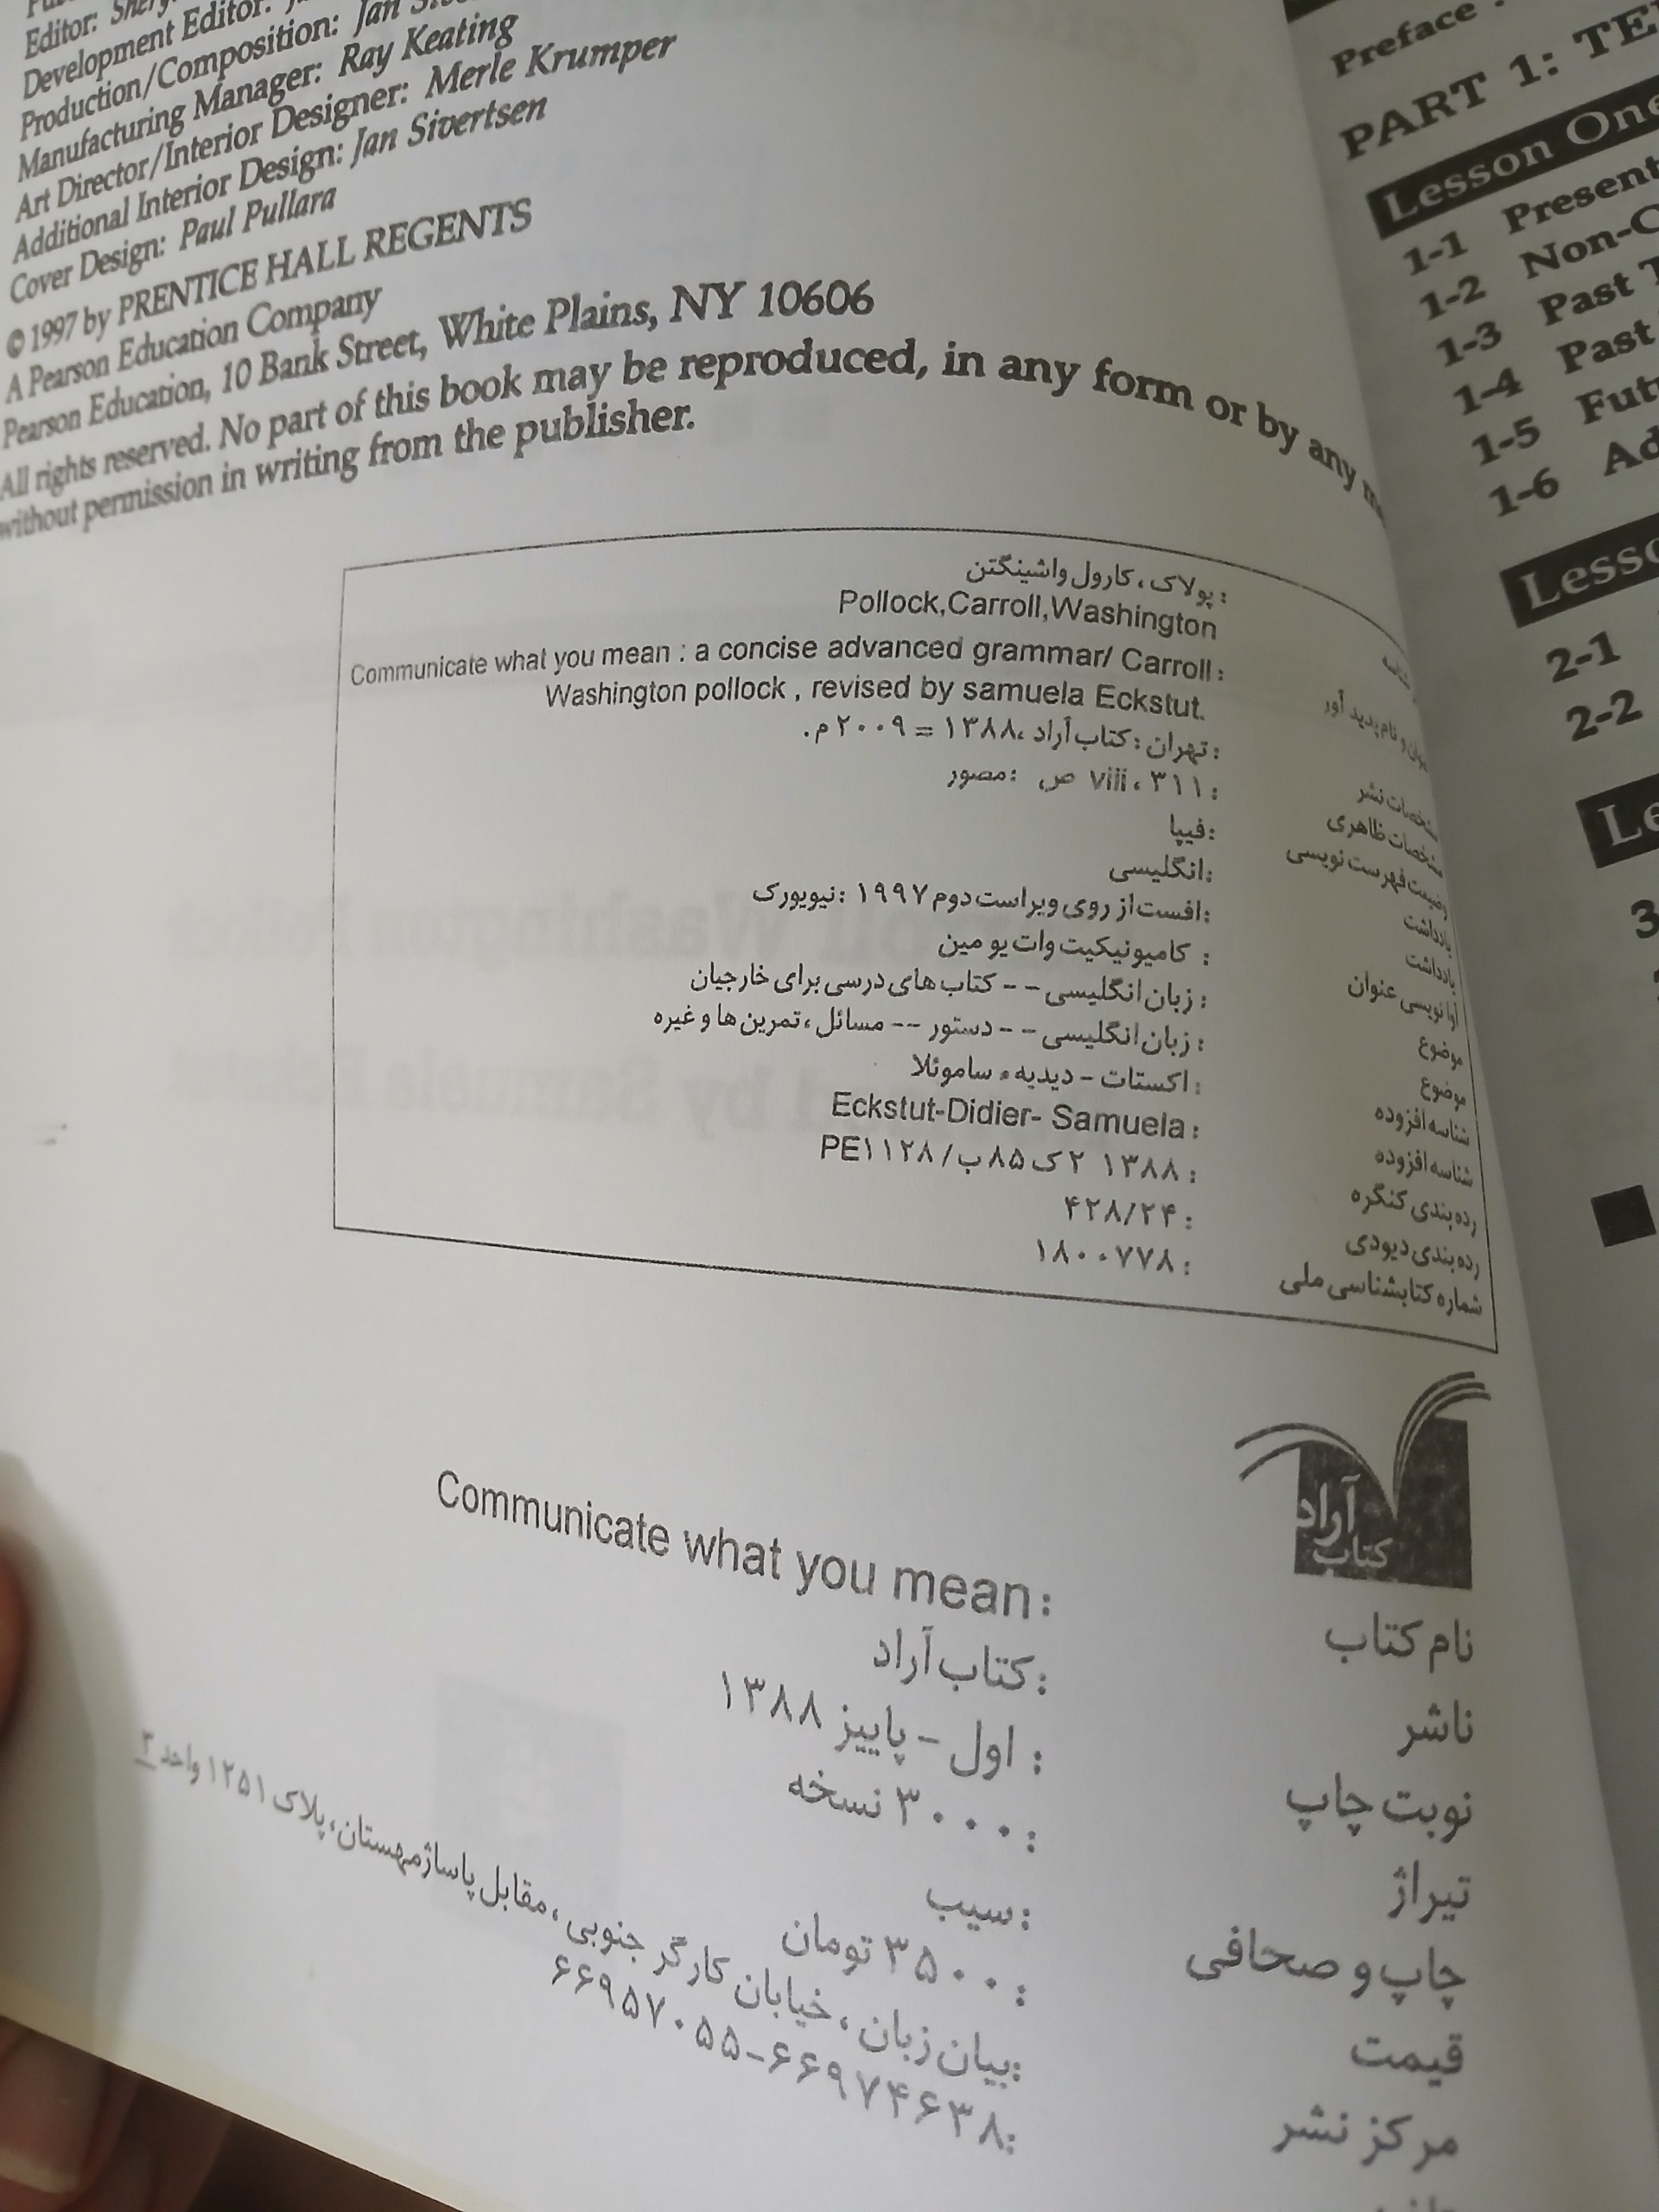 Editor:
Development Editor:
Production/Composition: Jan
Manufacturing Manager: Ray Keating
Art Director/Interior Designer: Merle Krumper
Additional Interior Design: Jan Sivertsen
Cover Design: Paul Pullara
© 1997 by PRENTICE HALL REGENTS
A Pearson Education Company
Pearson Education, 10 Bank Street, White Plains, NY 10606
All rights reserved. No part of this book may be reproduced, in any form or by any
without permission in writing from the publisher.
: پولاک، کارول واشینگتن
Pollock,Carroll,Washington
Communicate what you mean : a concise advanced grammar/ Carroll :
Washington pollock , revised by samuela Eckstut.
و نام پدید آور
مشخصات نشر : تهران : کتاب آراد ،۱۳۸۸ = ۲۰۰۹ م.
مشخصات ظاهری : viii، ۳۱۱ ص، : مصور
وضعیت فهرست نویسی : فیپا
یادداشت : انگلیسی
یادداشت : افست از روی ویراست دوم ۱۹۹۷ : نیویورک
آوا نویسی عنوان : کامیونیکیت وات یو مین
موضوع : زبان انگلیسی -- کتاب های درسی برای خارجیان
موضوع : زبان انگلیسی -- دستور -- مسائل ، تمرین ها و غیره
شناسه افزوده : اکستات - دیدیه، ساموئلا
شناسه افزوده : Eckstut-Didier- Samuela
رده بندی کنگره : ۱۳۸۸ ۲ک۸۵ب/PE۱۱۲۸
رده بندی دیودی : ۴۲۸/۲۴
شماره کتابشناسی ملی : ۱۸۰۰۷۷۸
آراد
کتاب
نام کتاب : Communicate what you mean
ناشر : کتاب آراد
نوبت چاپ : اول - پاییز ۱۳۸۸
تیراژ : ۳۰۰۰ نسخه
چاپ و صحافی : سیب
قیمت : ۳۵۰۰ تومان
مرکز نشر : بیان زبان ، خیابان کارگر جنوبی ، مقابل پاساژ مهستان، پلاک ۱۲۵۱ واحد ۳
: ۶۶۹۵۷۰۵۵-۶۶۹۷۴۶۳۸
Preface
PART 1:
Lesson One
1-1 Present
1-2
1-3 Past
1-4 Past
1-5
1-6
2-1
2-2